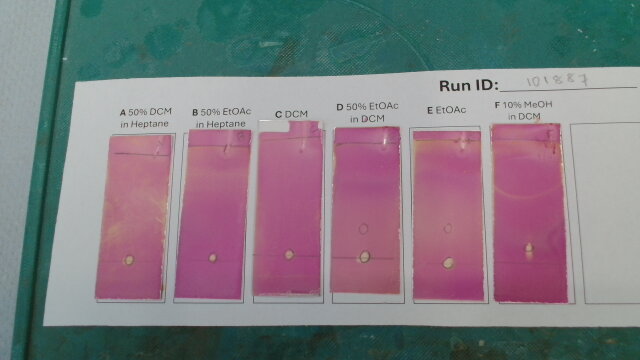 Run ID: 101887
A 50% DCM
in Heptane
B 50% EtOAc
in Heptane
C DCM
D 50% EtOAc
in DCM
E EtOAc
F 10% MeOH
in DCM